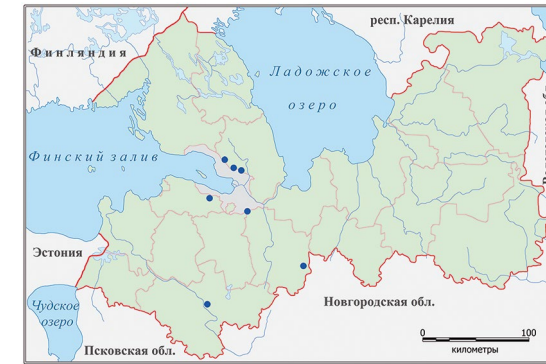 респ. Карелия
Финляндия
Ладожское
озеро
Финский залив
Эстония
Чудское
озеро
Новгородская обл.
Псковская обл.
0 100
километры